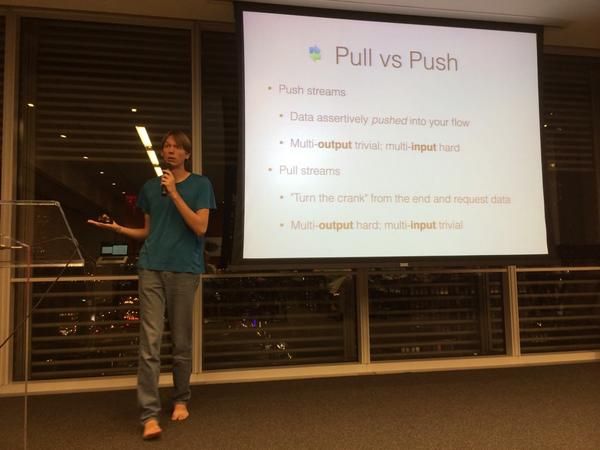 Pull vs Push
Push streams
Data assertively pushed into your flow
Multi-output trivial; multi-input hard
Pull streams
"Turn the crank" from the end and request data
Multi-output hard; multi-input trivial